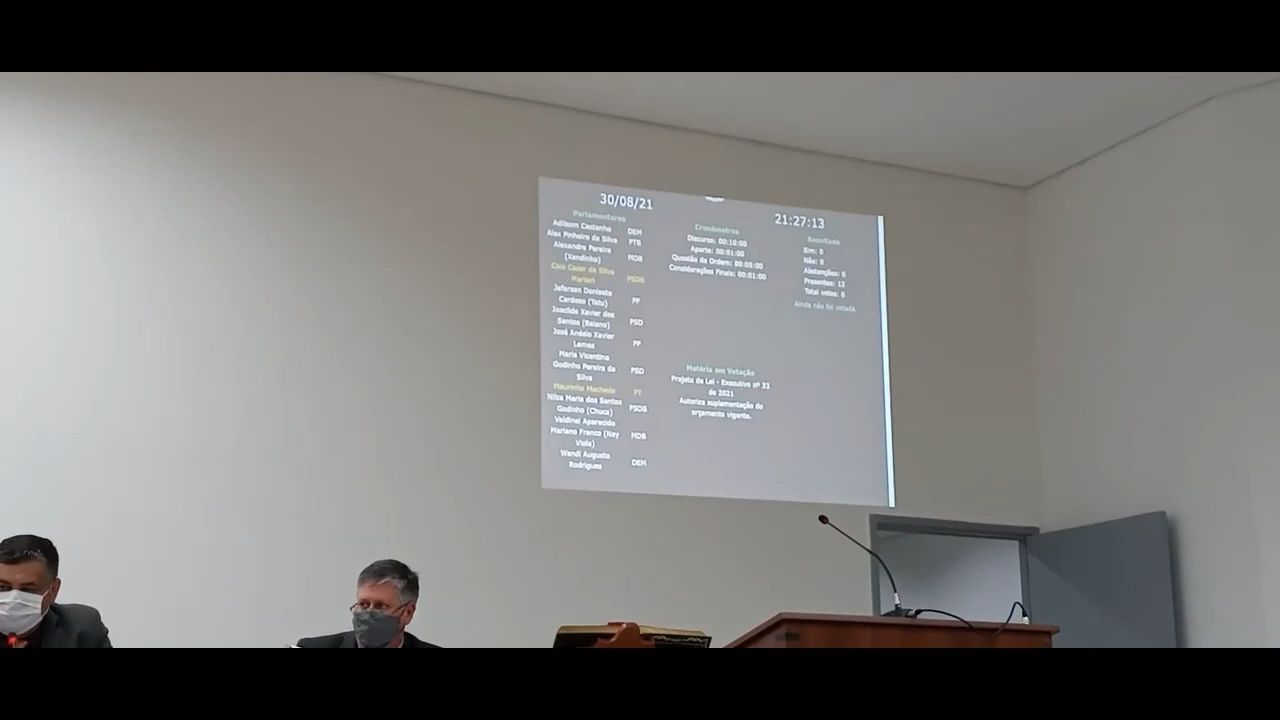 30/08/21
21:27:13
Parlamentares
Adilson Castanho DEM
Alex Pinheiro da Silva PTB
Alexandre Pereira
(Xandinho) MDB
Caio Cezar da Silva
Martori PSDB
Jeferson Donisete
Cardoso (Tatu) PP
Joacildo Xavier dos
Santos (Baiano) PSD
José Anésio Xavier
Lemes PP
Maria Vicentina
Godinho Pereira da
Silva PSD
Maurinho Machado PT
Nilza Maria dos Santos
Godinho (Chuca) PSDB
Valdinei Aparecido
Mariano Franco (Ney
Viola) MDB
Wendi Augusto
Rodrigues DEM
Cronômetros
Discurso: 00:10:00
Aparte: 00:01:00
Questão de Ordem: 00:05:00
Considerações Finais: 00:01:00
Matéria em Votação
Projeto de Lei - Executivo nº 33
de 2021
Autoriza suplementação do
orçamento vigente.
Resultado
Sim: 0
Não: 0
Abstenções: 0
Presentes: 12
Total votos: 0
Ainda não foi votada.